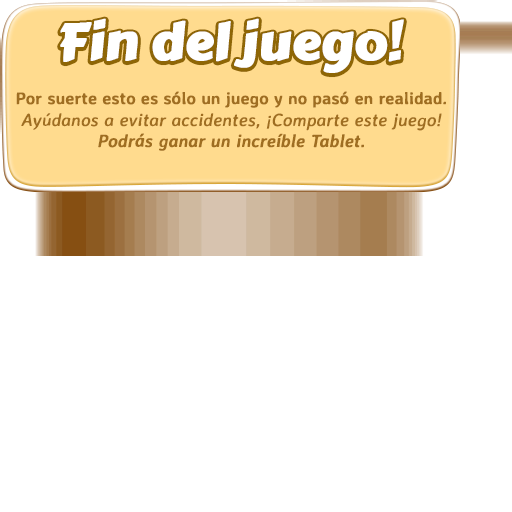 Fin del juego!
Por suerte esto es sólo un juego y no pasó en realidad.
Ayúdanos a evitar accidentes, ¡Comparte este juego!
Podrás ganar un increíble Tablet.